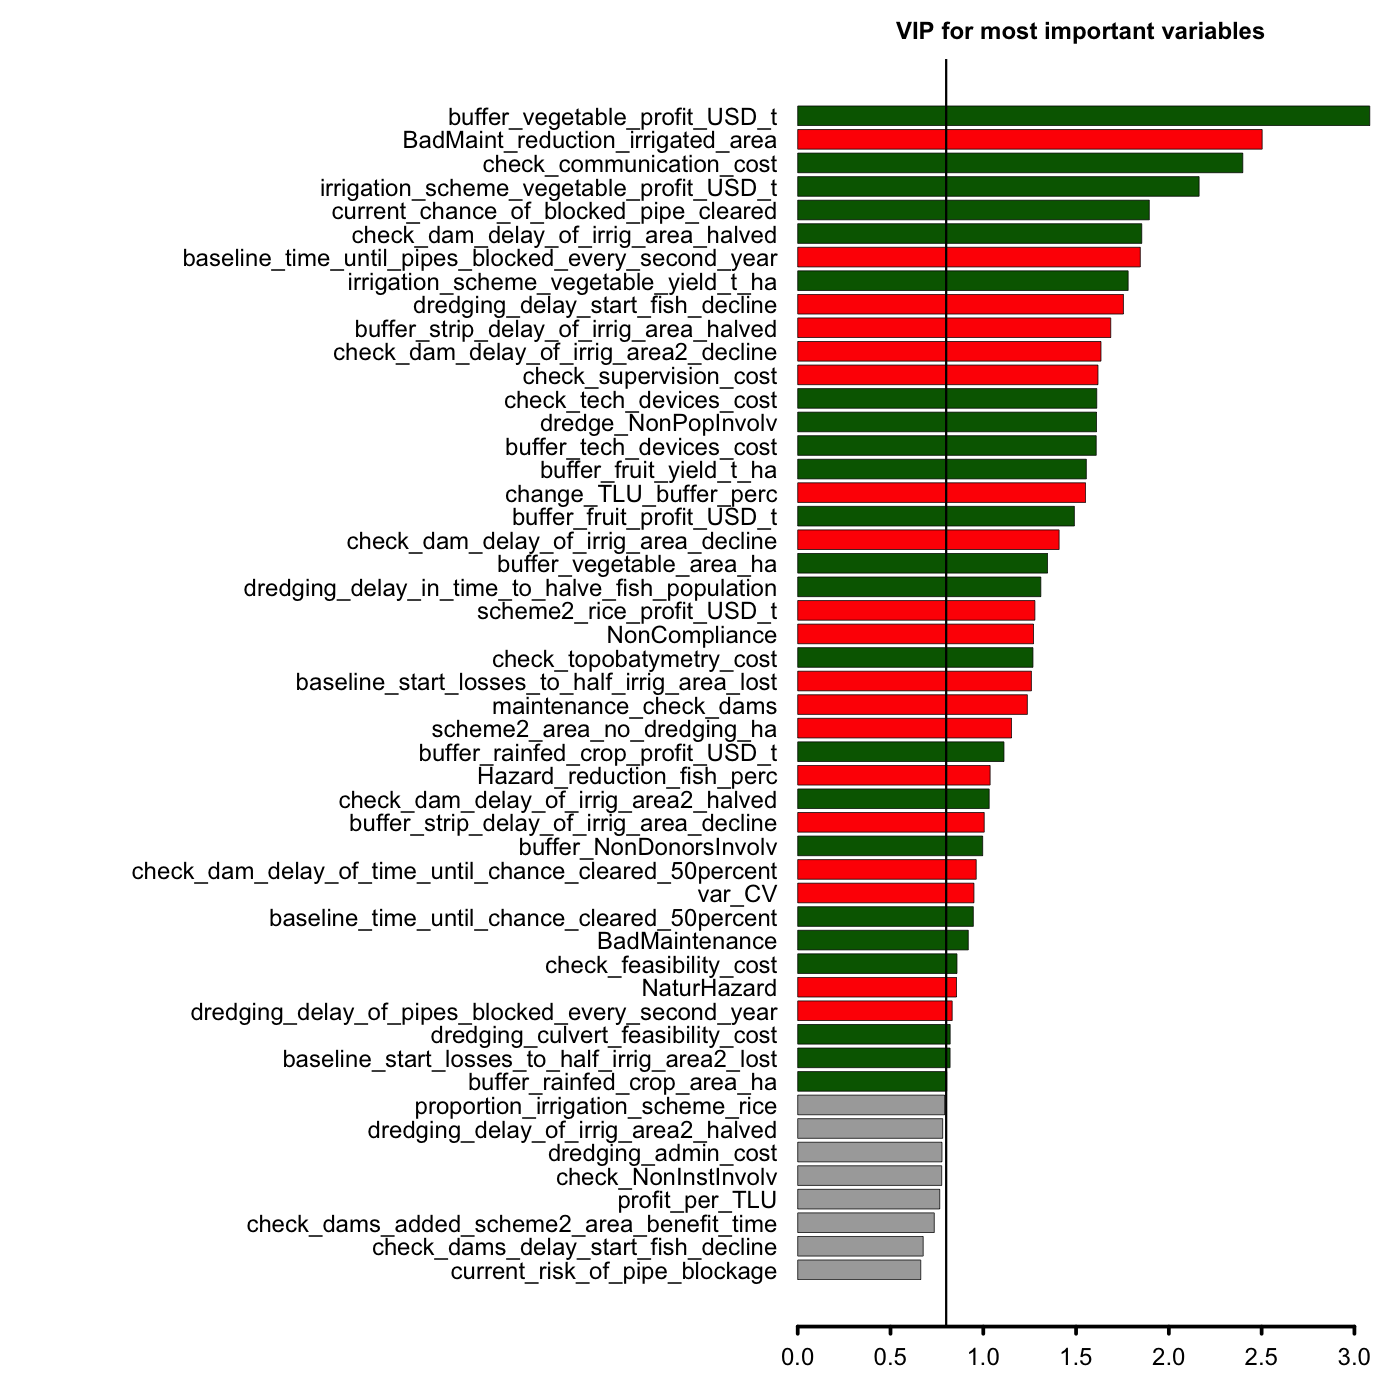 VIP for most important variables
buffer_vegetable_profit_USD_t
BadMaint_reduction_irrigated_area
check_communication_cost
irrigation_scheme_vegetable_profit_USD_t
current_chance_of_blocked_pipe_cleared
check_dam_delay_of_irrig_area_halved
baseline_time_until_pipes_blocked_every_second_year
irrigation_scheme_vegetable_yield_t_ha
dredging_delay_start_fish_decline
buffer_strip_delay_of_irrig_area_halved
check_dam_delay_of_irrig_area2_decline
check_supervision_cost
check_tech_devices_cost
dredge_NonPopInvolv
buffer_tech_devices_cost
buffer_fruit_yield_t_ha
change_TLU_buffer_perc
buffer_fruit_profit_USD_t
check_dam_delay_of_irrig_area_decline
buffer_vegetable_area_ha
dredging_delay_in_time_to_halve_fish_population
scheme2_rice_profit_USD_t
NonCompliance
check_topobatymetry_cost
baseline_start_losses_to_half_irrig_area_lost
maintenance_check_dams
scheme2_area_no_dredging_ha
buffer_rainfed_crop_profit_USD_t
Hazard_reduction_fish_perc
check_dam_delay_of_irrig_area2_halved
buffer_strip_delay_of_irrig_area_decline
buffer_NonDonorsInvolv
check_dam_delay_of_time_until_chance_cleared_50percent
var_CV
baseline_time_until_chance_cleared_50percent
BadMaintenance
check_feasibility_cost
NaturHazard
dredging_delay_of_pipes_blocked_every_second_year
dredging_culvert_feasibility_cost
baseline_start_losses_to_half_irrig_area2_lost
buffer_rainfed_crop_area_ha
proportion_irrigation_scheme_rice
dredging_delay_of_irrig_area2_halved
dredging_admin_cost
check_NonInstInvolv
profit_per_TLU
check_dams_added_scheme2_area_benefit_time
check_dams_delay_start_fish_decline
current_risk_of_pipe_blockage
0.0 0.5 1.0 1.5 2.0 2.5 3.0